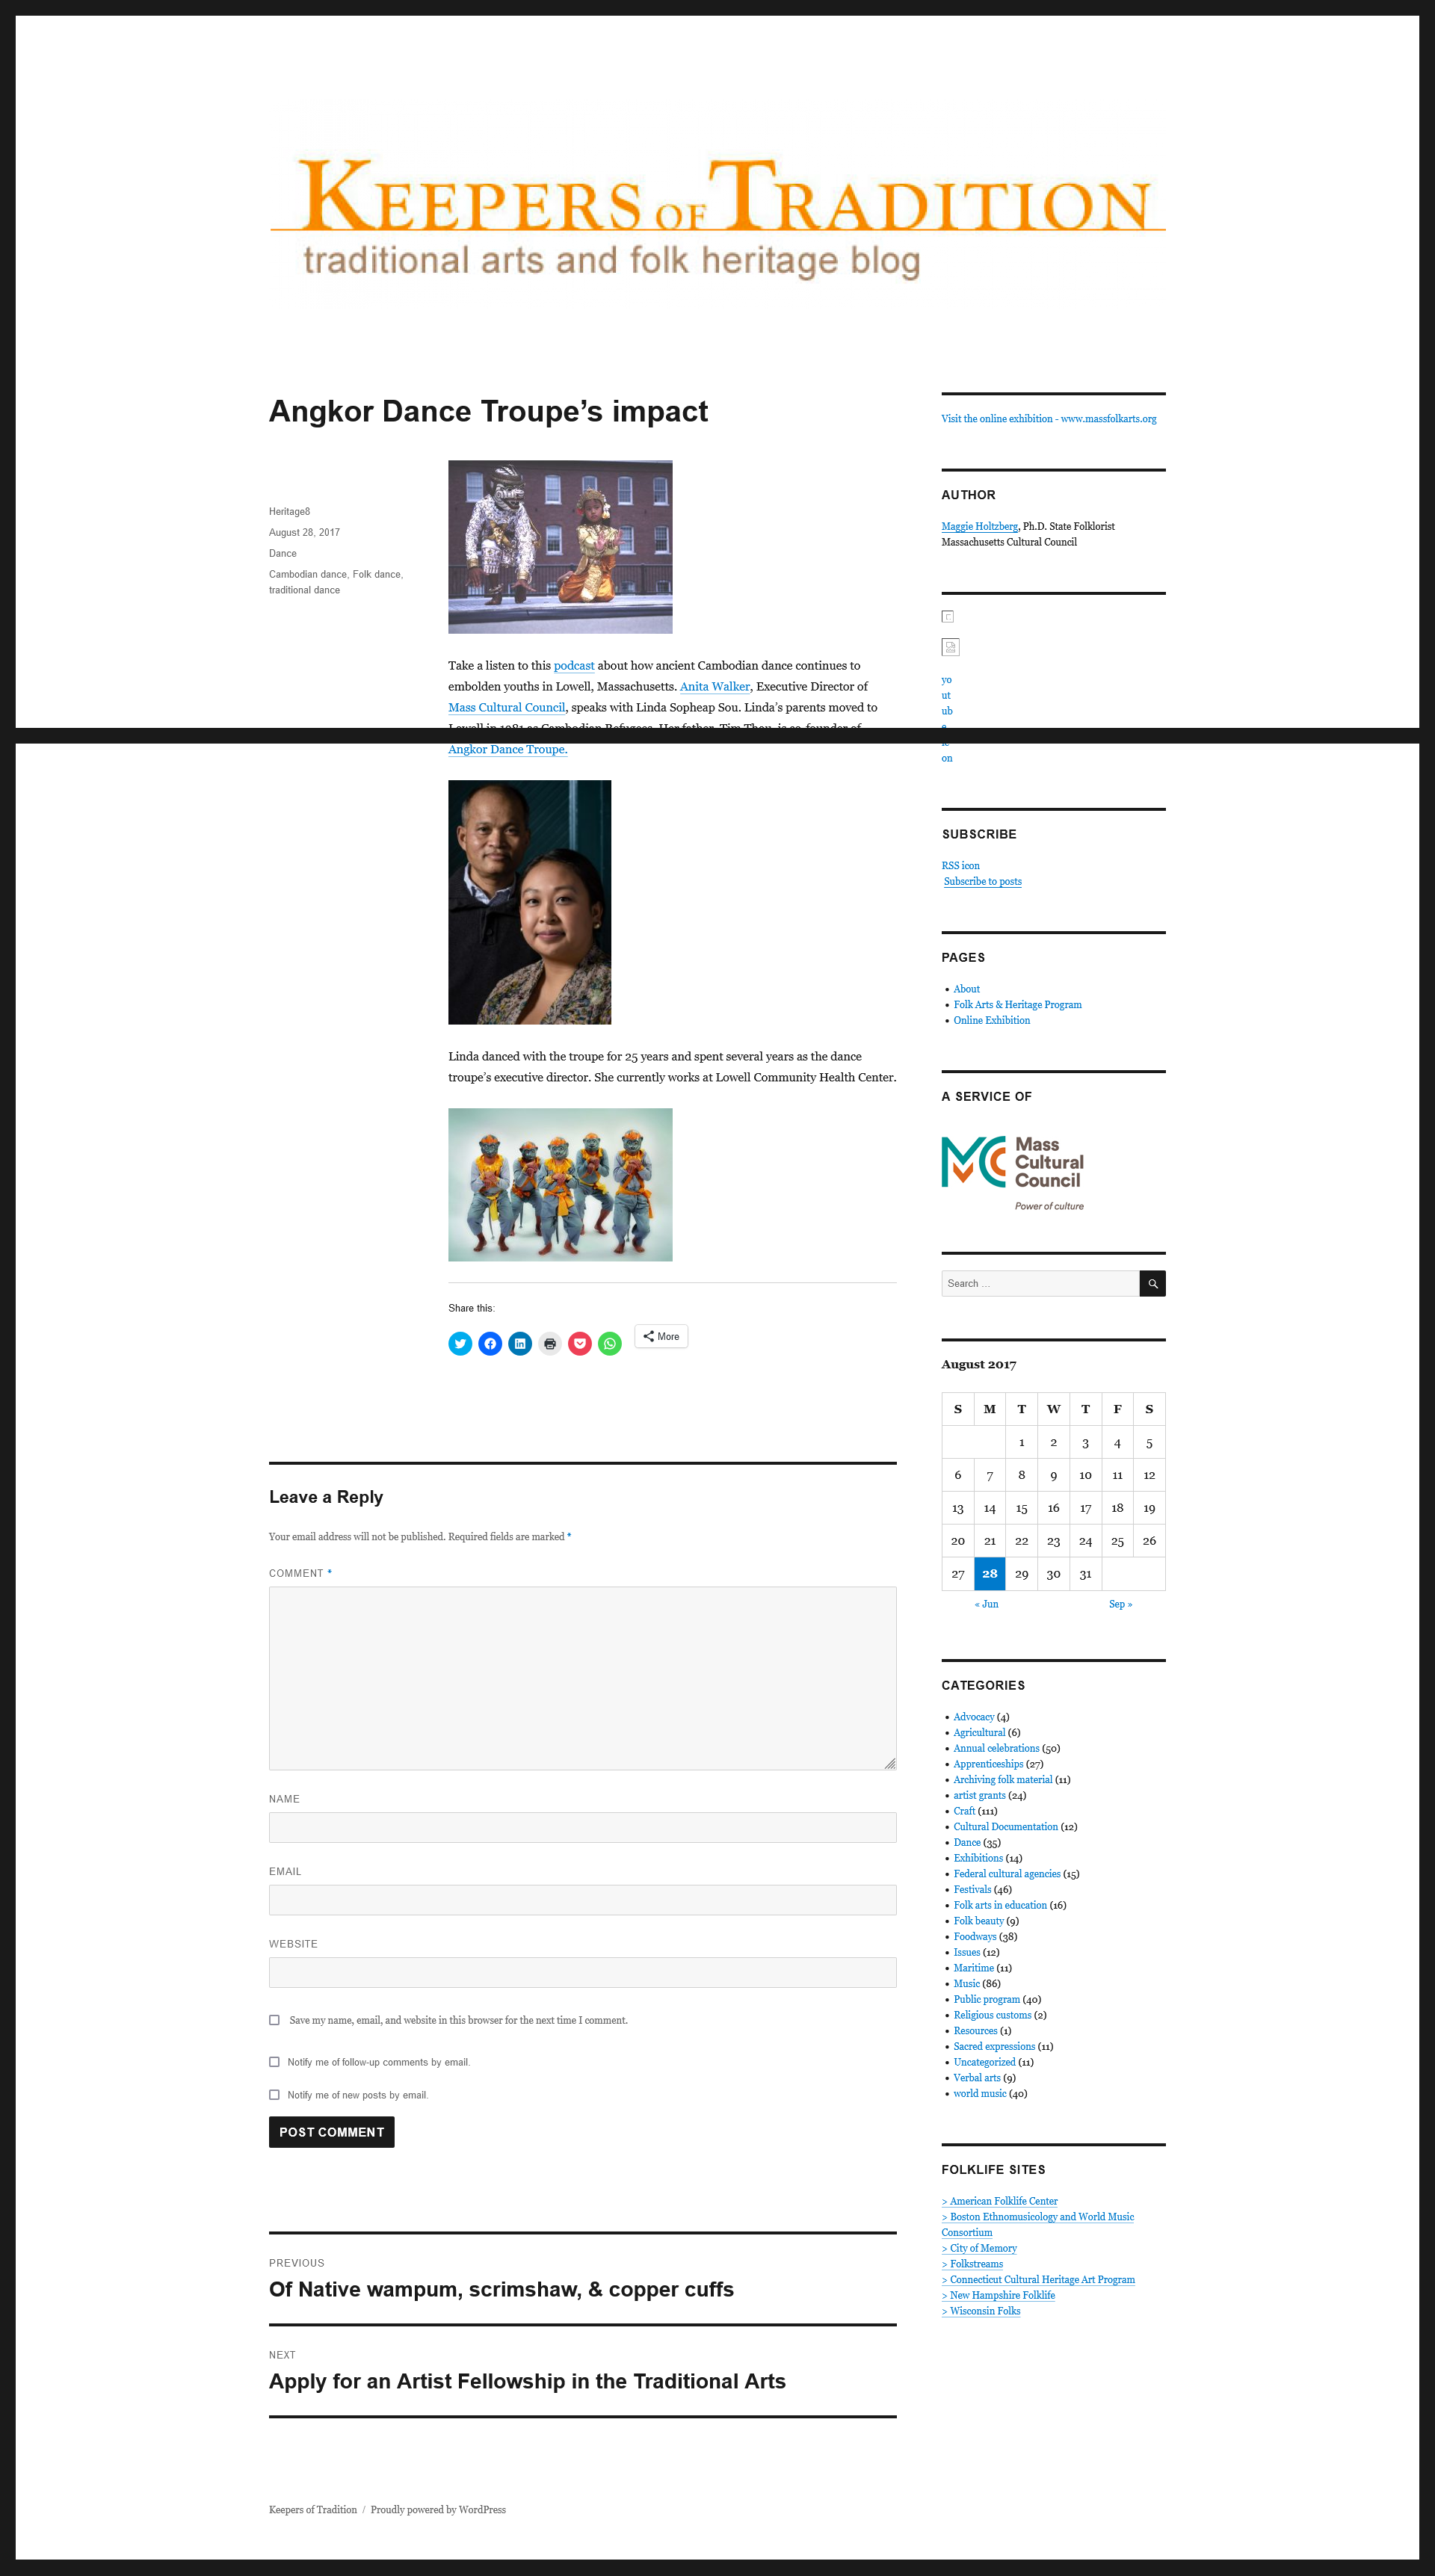 KEEPERS OF TRADITION
traditional arts and folk heritage blog
Angkor Dance Troupe’s impact
Heritage8
August 28, 2017
Dance
Cambodian dance, Folk dance,
traditional dance
Take a listen to this podcast about how ancient Cambodian dance continues to
embolden youths in Lowell, Massachusetts. Anita Walker, Executive Director of
Mass Cultural Council, speaks with Linda Sopheap Sou. Linda’s parents moved to
Lowell in 1981 as Cambodian Refugees. Her father, Tim Thou, is co-founder of
Angkor Dance Troupe.
Linda danced with the troupe for 25 years and spent several years as the dance
troupe’s executive director. She currently works at Lowell Community Health Center.
Share this:
More
Leave a Reply
Your email address will not be published. Required fields are marked *
COMMENT *
NAME
EMAIL
WEBSITE
Save my name, email, and website in this browser for the next time I comment.
Notify me of follow-up comments by email.
Notify me of new posts by email.
POST COMMENT
PREVIOUS
Of Native wampum, scrimshaw, & copper cuffs
NEXT
Apply for an Artist Fellowship in the Traditional Arts
Visit the online exhibition - www.massfolkarts.org
AUTHOR
Maggie Holtzberg, Ph.D. State Folklorist
Massachusetts Cultural Council
yo
ut
ub
e
ic
on
SUBSCRIBE
RSS icon
Subscribe to posts
PAGES
• About
• Folk Arts & Heritage Program
• Online Exhibition
A SERVICE OF
Mass
Cultural
Council
Power of culture
Search …
August 2017
S M T W T F S
1 2 3 4 5
6 7 8 9 10 11 12
13 14 15 16 17 18 19
20 21 22 23 24 25 26
27 28 29 30 31
« Jun Sep »
CATEGORIES
• Advocacy (4)
• Agricultural (6)
• Annual celebrations (50)
• Apprenticeships (27)
• Archiving folk material (11)
• artist grants (24)
• Craft (111)
• Cultural Documentation (12)
• Dance (35)
• Exhibitions (14)
• Federal cultural agencies (15)
• Festivals (46)
• Folk arts in education (16)
• Folk beauty (9)
• Foodways (38)
• Issues (12)
• Maritime (11)
• Music (86)
• Public program (40)
• Religious customs (2)
• Resources (1)
• Sacred expressions (11)
• Uncategorized (11)
• Verbal arts (9)
• world music (40)
FOLKLIFE SITES
> American Folklife Center
> Boston Ethnomusicology and World Music
Consortium
> City of Memory
> Folkstreams
> Connecticut Cultural Heritage Art Program
> New Hampshire Folklife
> Wisconsin Folks
Keepers of Tradition / Proudly powered by WordPress